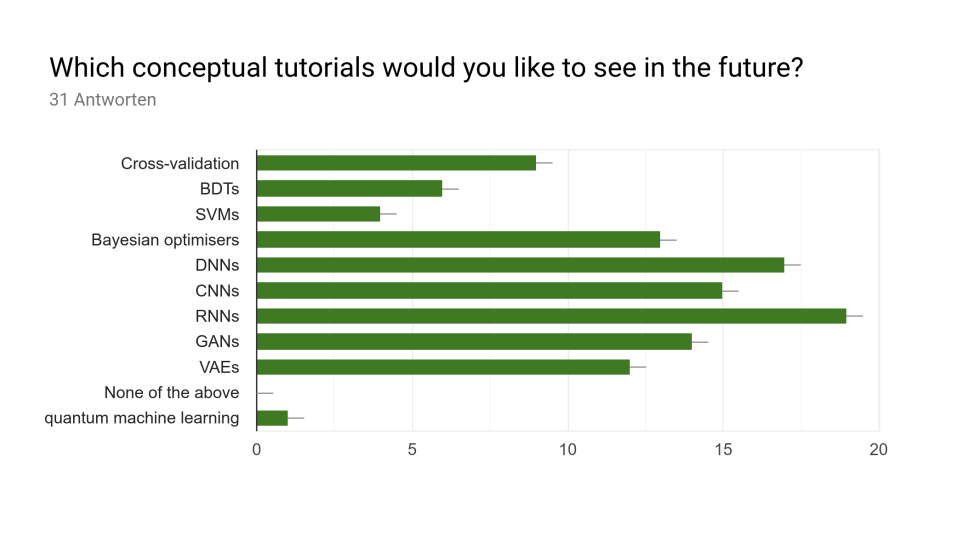 Which conceptual tutorials would you like to see in the future?
31 Antworten
Cross-validation
BDTs
SVMs
Bayesian optimisers
DNNs
CNNs
RNNs
GANs
VAEs
None of the above
quantum machine learning
0 5 10 15 20